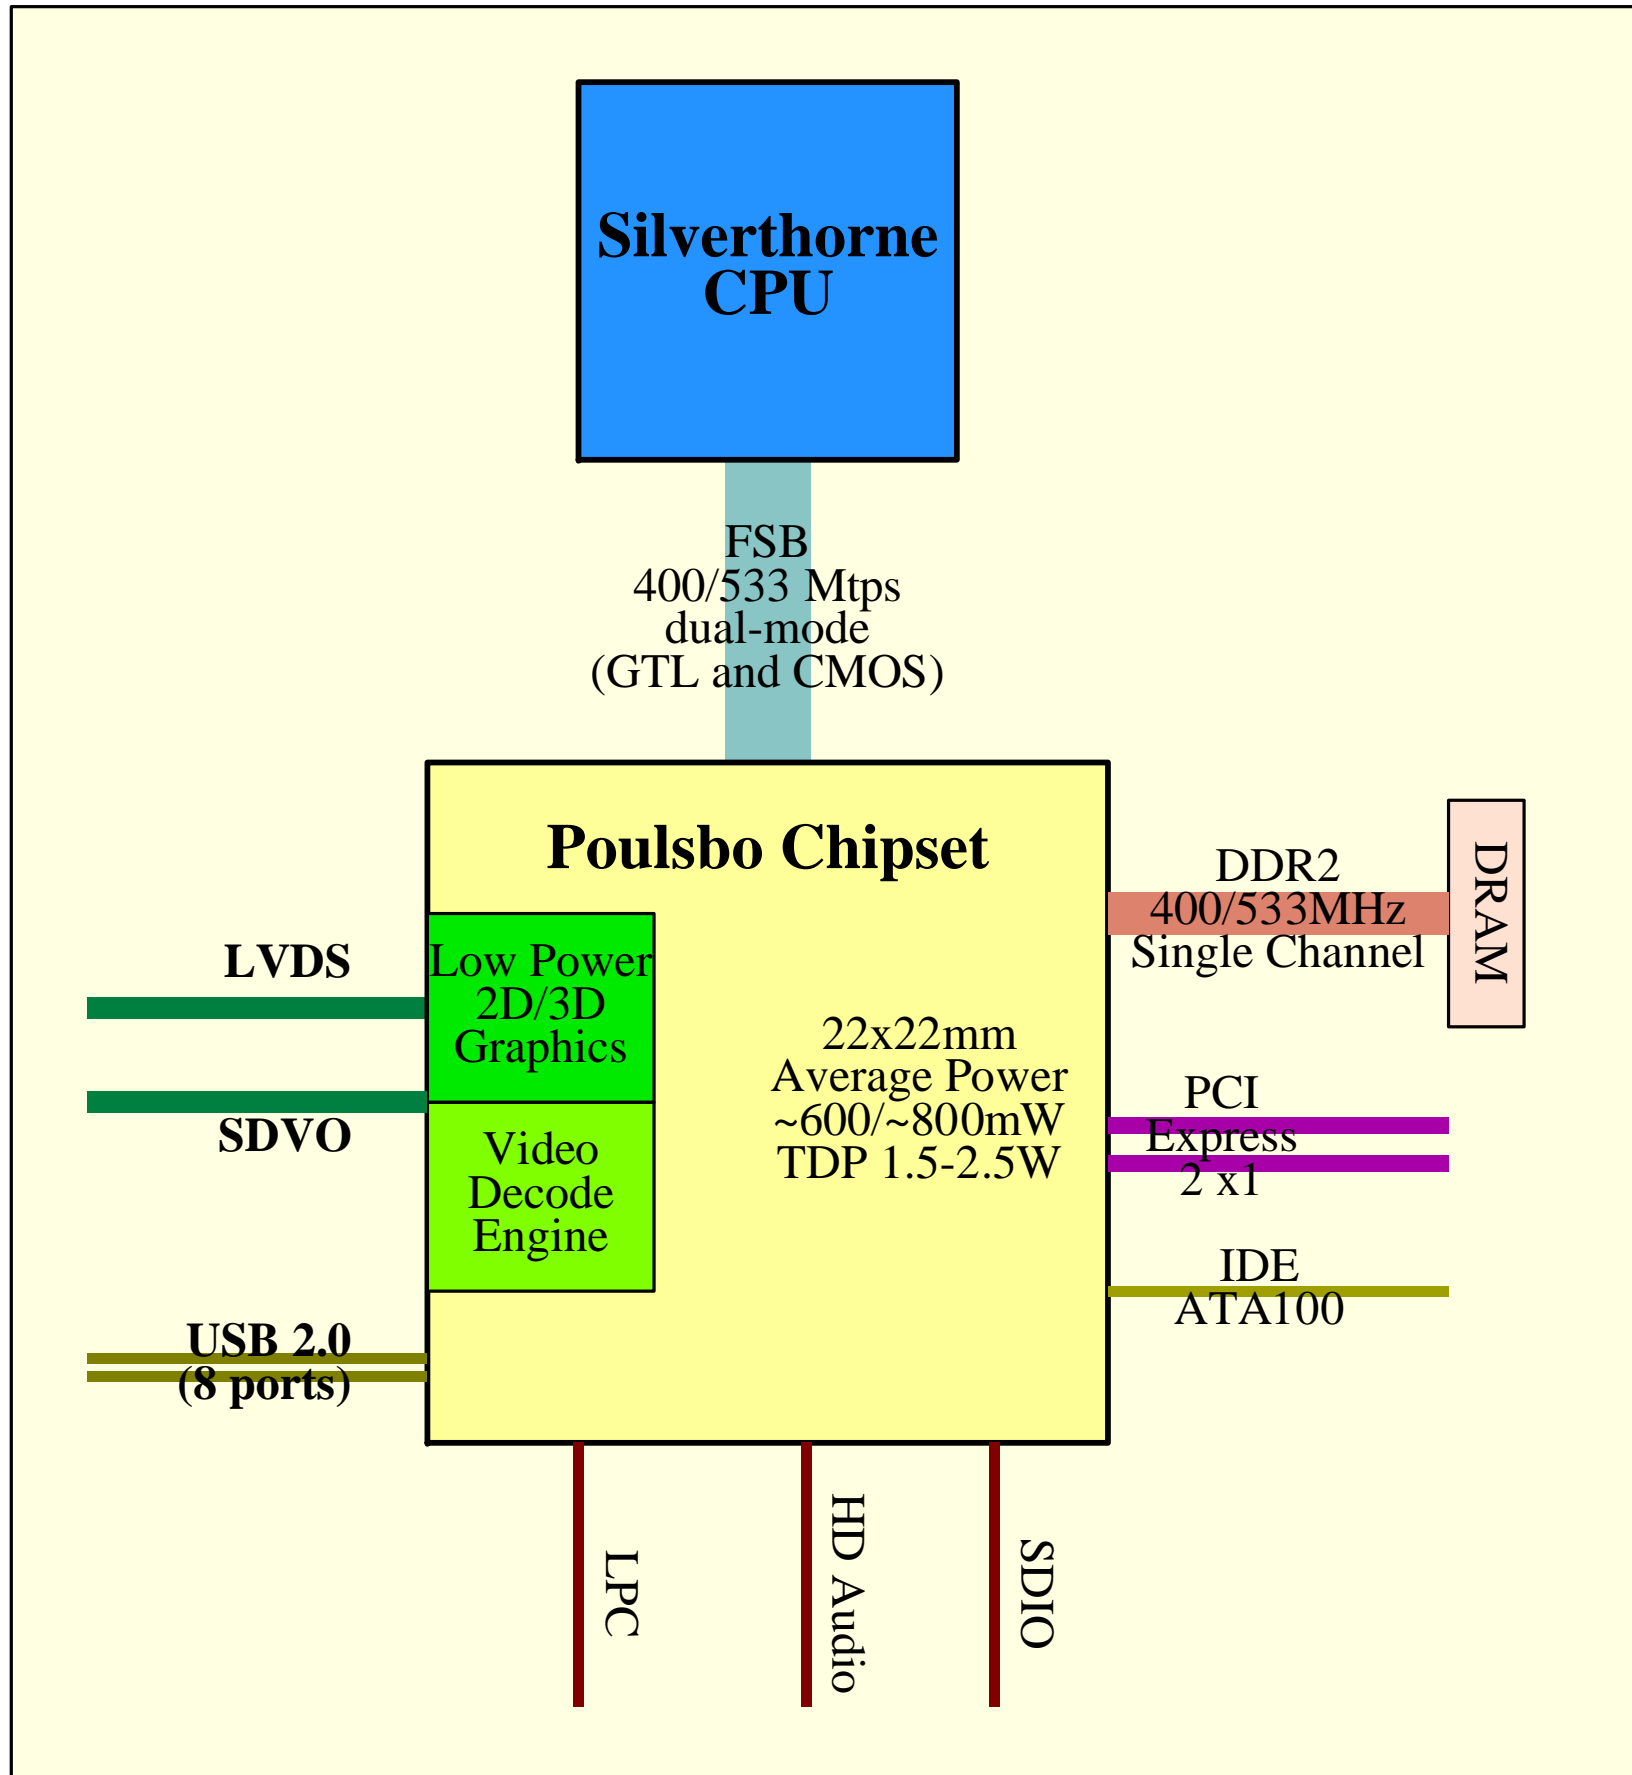 Silverthorne
CPU
FSB
400/533 Mtps
dual-mode
(GTL and CMOS)
Poulsbo Chipset
LVDS
SDVO
USB 2.0
(8 ports)
Low Power
2D/3D
Graphics
Video
Decode
Engine
22x22mm
Average Power
~600/~800mW
TDP 1.5-2.5W
DDR2
400/533MHz
Single Channel
DRAM
PCI
Express
2 x1
IDE
ATA100
LPC
HD Audio
SDIO